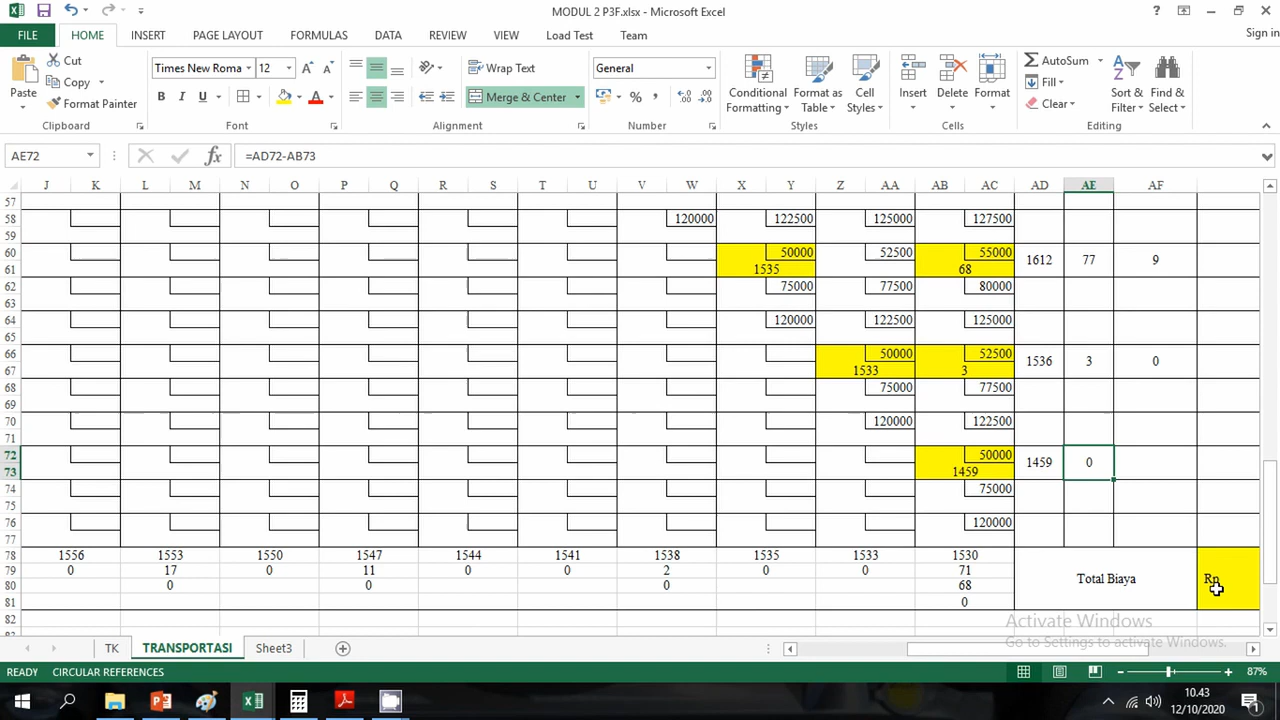 MODUL 2 P3F.xlsx - Microsoft Excel
?
FILE HOME INSERT PAGE LAYOUT FORMULAS DATA REVIEW VIEW Load Test Team Sign in
Paste Cut Copy Format Painter
Times New Roma 12 B I U A
Wrap Text Merge & Center
General %
Conditional Formatting Format as Table Cell Styles
Insert Delete Format
AutoSum Fill Clear Sort & Filter Find & Select
Clipboard Font Alignment Number Styles Cells Editing
AE72 fx =AD72-AB73
J K L M N O P Q R S T U V W X Y Z AA AB AC AD AE AF
57
58 120000 122500 125000 127500
59
60 50000 52500 55000 1612 77 9
61 1535 68
62 75000 77500 80000
63
64 120000 122500 125000
65
66 50000 52500 1536 3 0
67 1533 3
68 75000 77500
69
70 120000 122500
71
72 50000 1459 0
73 1459
74 75000
75
76 120000
77
78 1556 1553 1550 1547 1544 1541 1538 1535 1533 1530
79 0 17 0 11 0 0 2 0 0 71 Total Biaya Rp
80 0 0 0 68
81 0
82
Activate Windows
Go to Settings to activate Windows.
TK TRANSPORTASI Sheet3
READY CIRCULAR REFERENCES 87%
10.43
12/10/2020
1